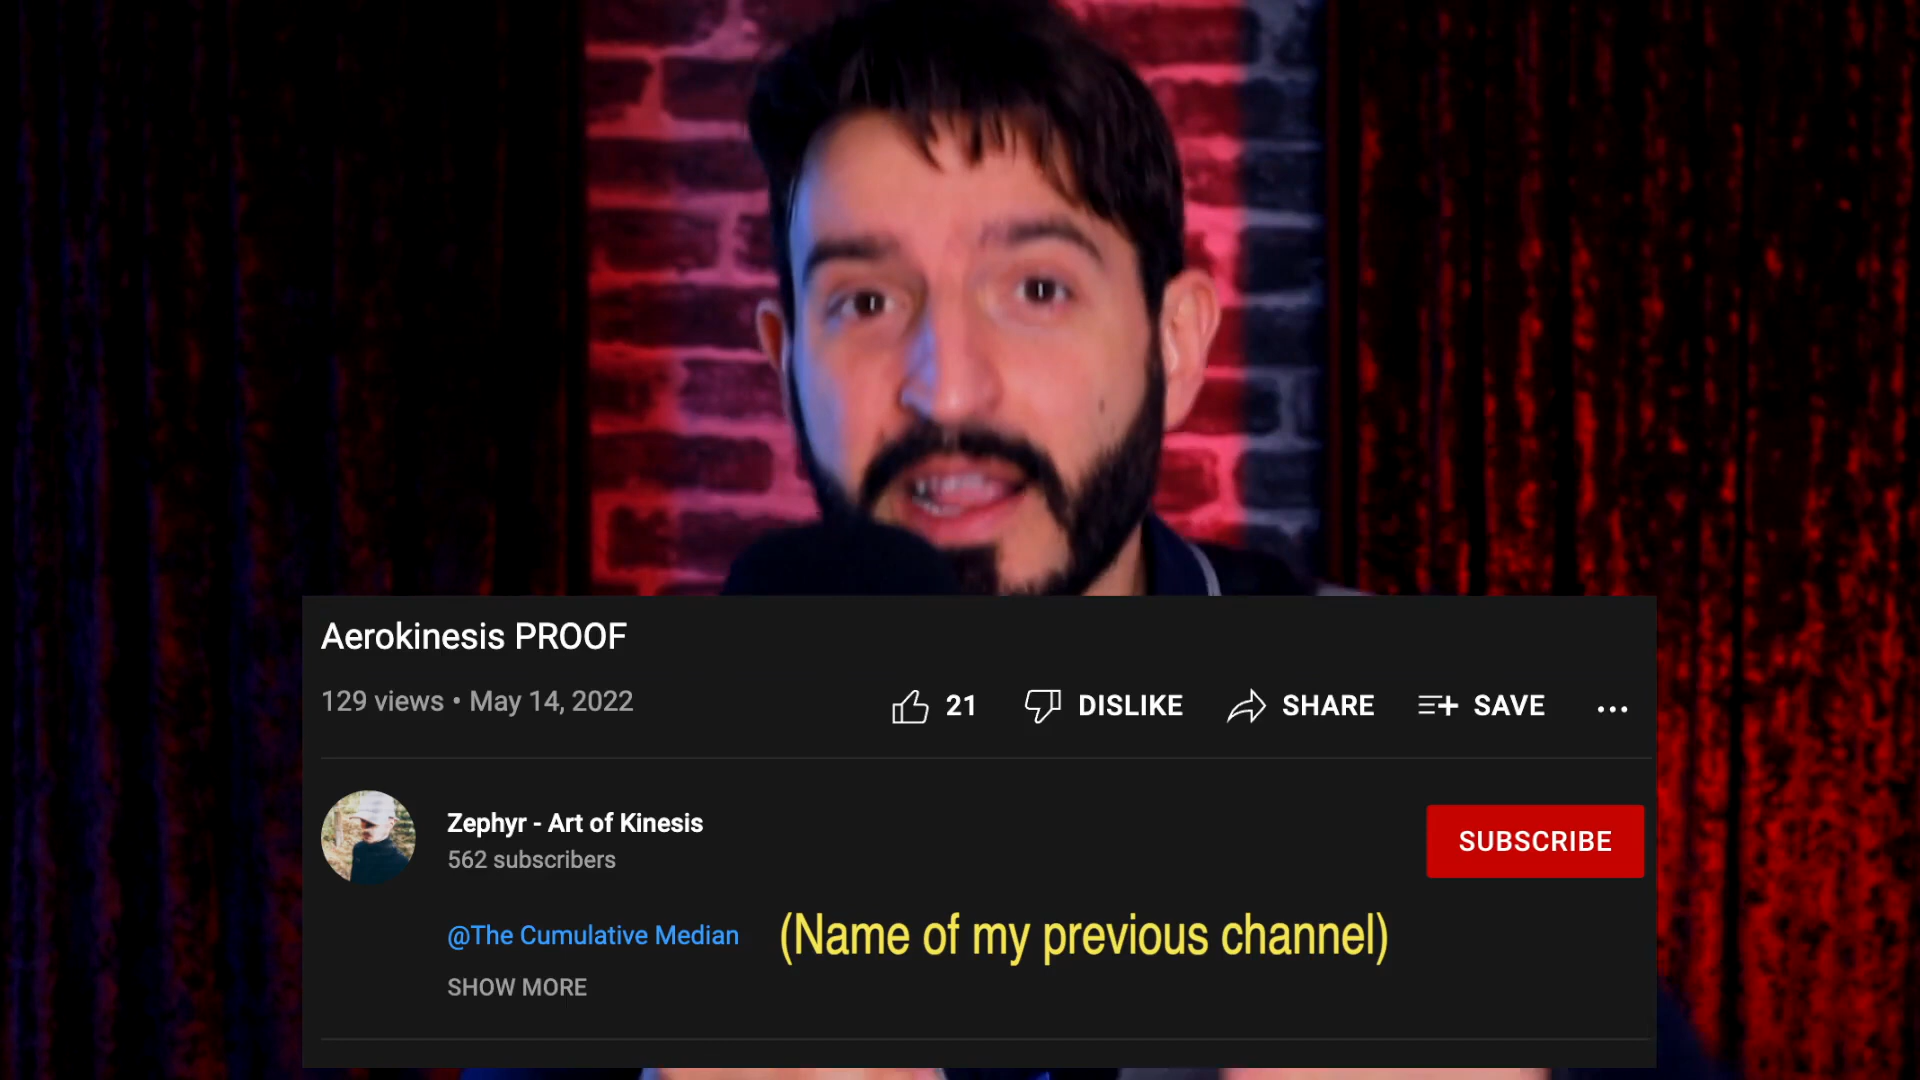 Aerokinesis PROOF
129 views • May 14, 2022
21 DISLIKE SHARE SAVE ...
Zephyr - Art of Kinesis
562 subscribers
SUBSCRIBE
@The Cumulative Median (Name of my previous channel)
SHOW MORE